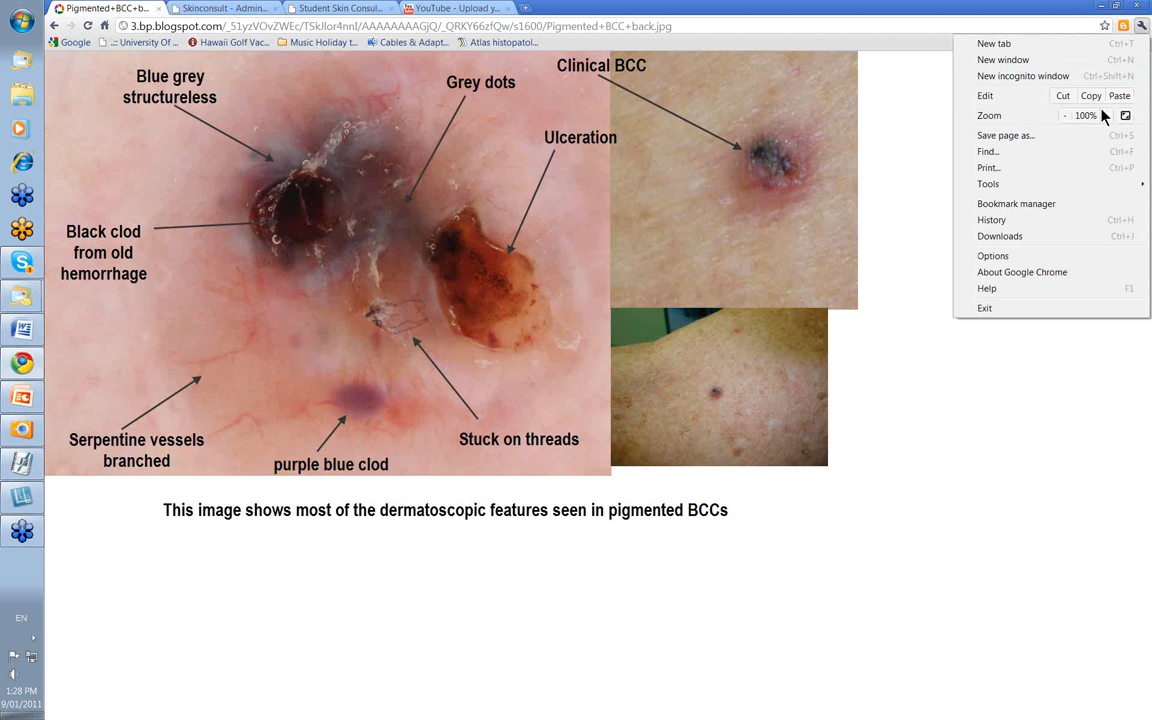 Pigmented+BCC+b...
Skinconsult - Admin...
Student Skin Consul...
YouTube - Upload y...
3.bp.blogspot.com/_51yzVOvZWEc/TSkJlor4nnI/AAAAAAAAGJQ/_QRKY66zfQw/s1600/Pigmented+BCC+back.jpg
Google
..:: University Of ...
Hawaii Golf Vac...
Music Holiday t...
Cables & Adapt...
Atlas histopatol...
New tab Ctrl+T
New window Ctrl+N
New incognito window Ctrl+Shift+N
Edit Cut Copy Paste
Zoom - 100%
Save page as... Ctrl+S
Find... Ctrl+F
Print... Ctrl+P
Tools
Bookmark manager
History Ctrl+H
Downloads Ctrl+J
Options
About Google Chrome
Help F1
Exit
Blue grey
structureless
Grey dots
Clinical BCC
Ulceration
Black clod
from old
hemorrhage
Serpentine vessels
branched
purple blue clod
Stuck on threads
This image shows most of the dermatoscopic features seen in pigmented BCCs
EN
1:28 PM
9/01/2011